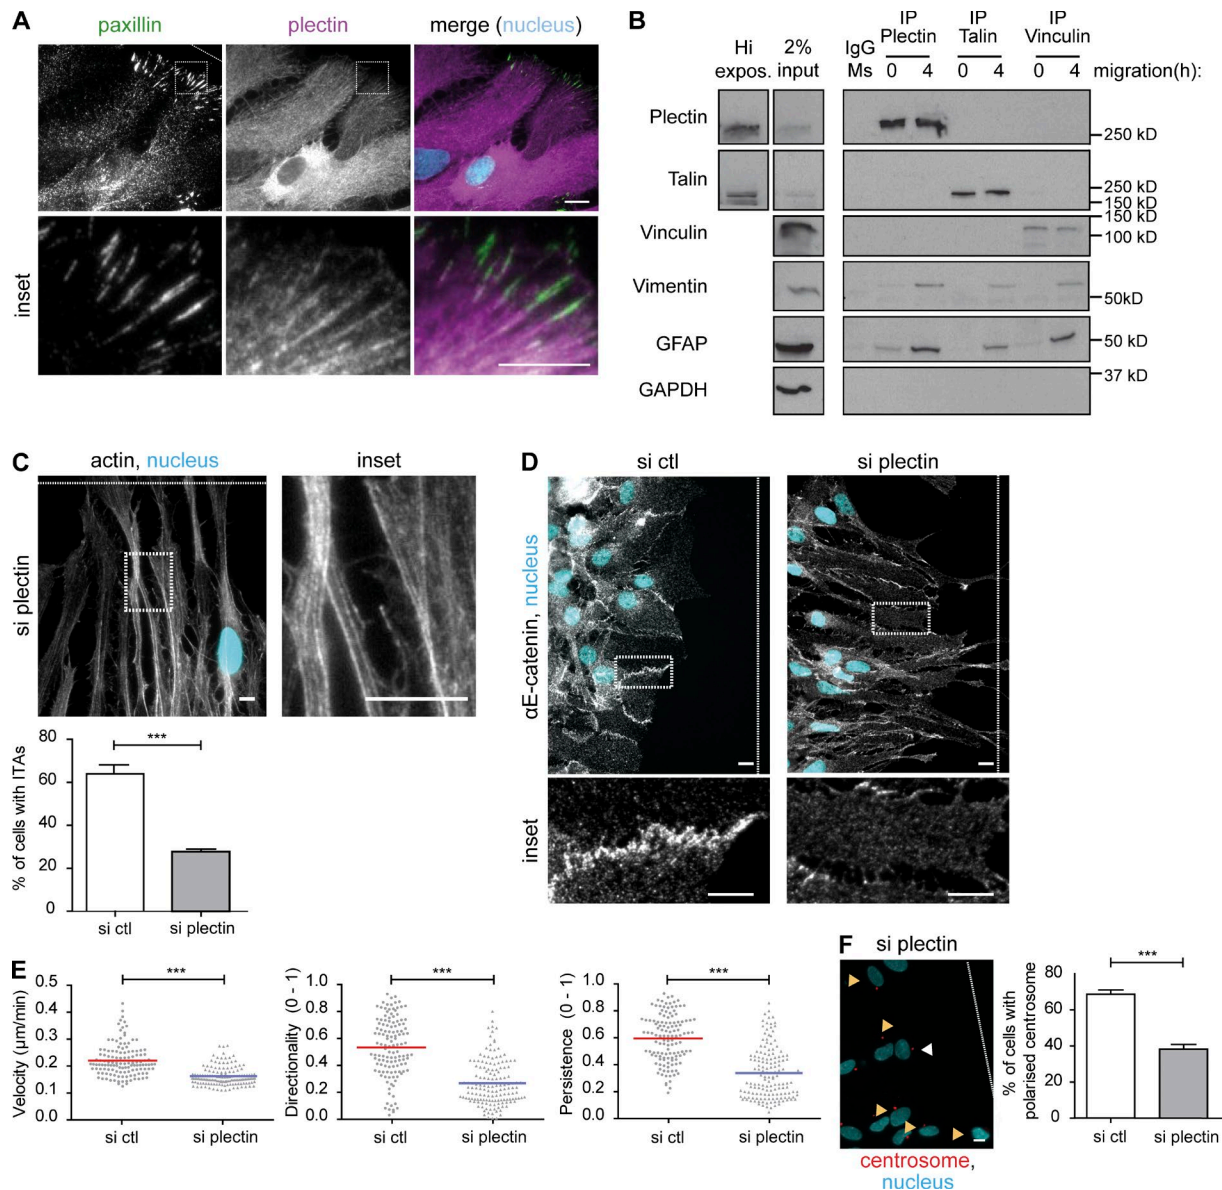 A
paxillin
plectin
merge (nucleus)
inset
B
Hi
expos.
2%
input
IgG
Ms
IP
Plectin
0 4
IP
Talin
0 4
IP
Vinculin
0 4
migration(h):
Plectin
250 kD
Talin
250 kD
150 kD
Vinculin
150 kD
100 kD
Vimentin
50kD
GFAP
50 kD
GAPDH
37 kD
C
actin, nucleus
inset
si plectin
% of cells with ITAs
80
60
40
20
0
***
si ctl
si plectin
D
si ctl
si plectin
αE-catenin, nucleus
inset
E
Velocity (μm/min)
0.5
0.4
0.3
0.2
0.1
0.0
***
si ctl
si plectin
Directionality (0 - 1)
1.0
0.8
0.6
0.4
0.2
0.0
***
si ctl
si plectin
Persistence (0 - 1)
1.0
0.8
0.6
0.4
0.2
0.0
***
si ctl
si plectin
F
si plectin
centrosome,
nucleus
% of cells with
polarised centrosome
80
60
40
20
0
***
si ctl
si plectin